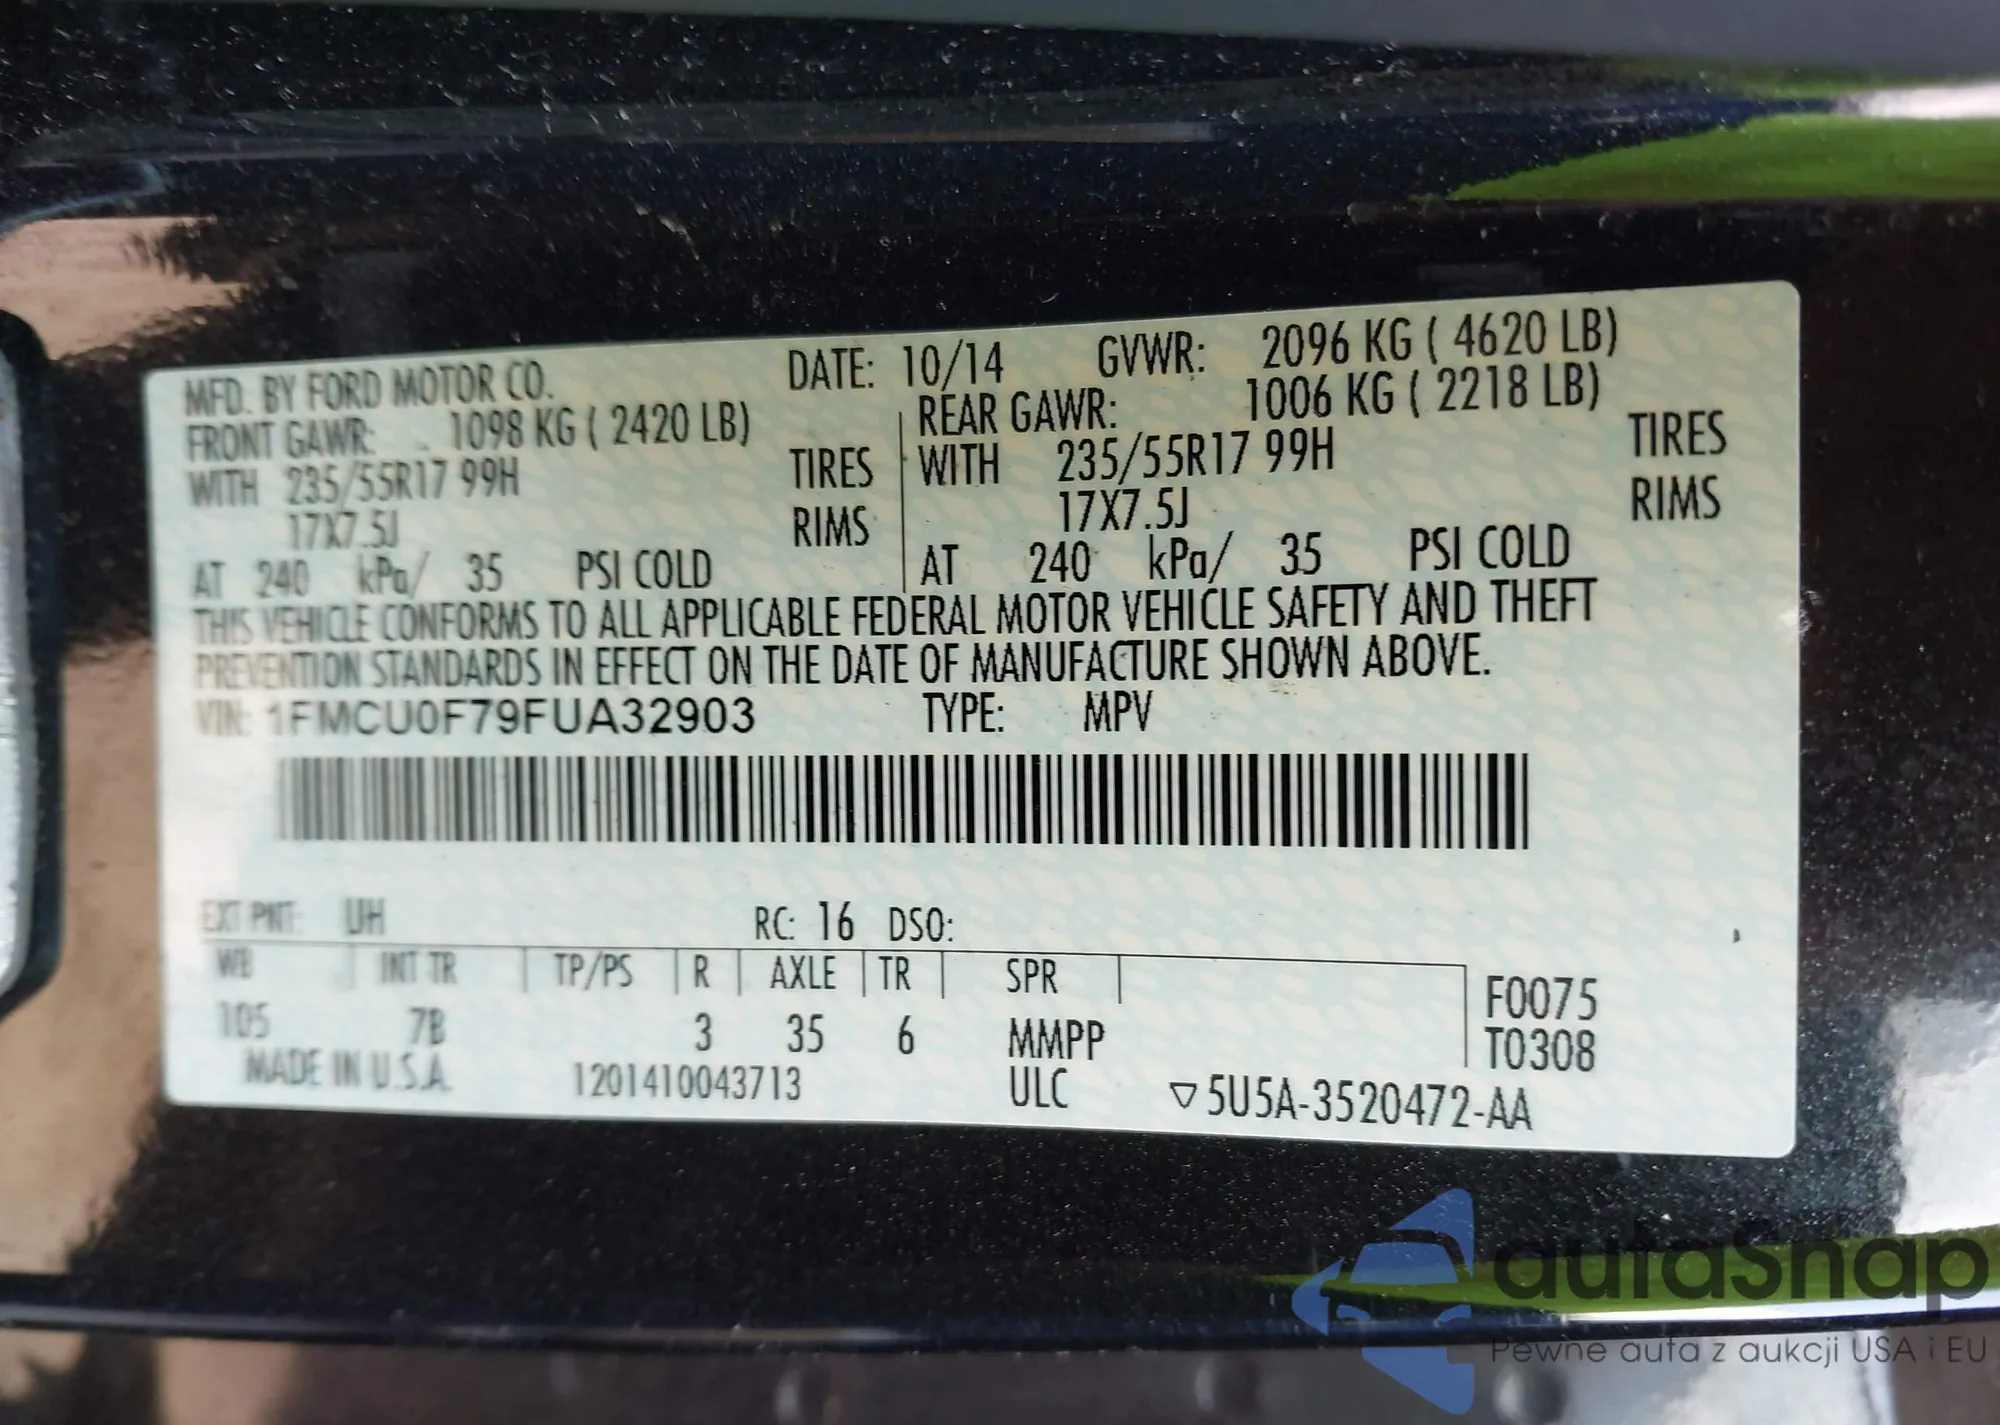 MFD. BY FORD MOTOR CO. DATE: 10/14 GVWR: 2096 KG ( 4620 LB)
FRONT GAWR: 1098 KG ( 2420 LB) REAR GAWR: 1006 KG ( 2218 LB)
WITH 235/55R17 99H TIRES WITH 235/55R17 99H TIRES
17X7.5J RIMS 17X7.5J RIMS
AT 240 kPa/ 35 PSI COLD AT 240 kPa/ 35 PSI COLD
THIS VEHICLE CONFORMS TO ALL APPLICABLE FEDERAL MOTOR VEHICLE SAFETY AND THEFT
PREVENTION STANDARDS IN EFFECT ON THE DATE OF MANUFACTURE SHOWN ABOVE.
VIN: 1FMCU0F79FUA32903 TYPE: MPV
EXT PNT: UH RC: 16 DSO:
WB INT TR TP/PS R AXLE TR SPR F0075
105 7B 3 35 6 MMPP T0308
MADE IN U.S.A. 1201410043713 ULC ▽5U5A-3520472-AA
autaSnap
Pewne auta z aukcji USA i EU